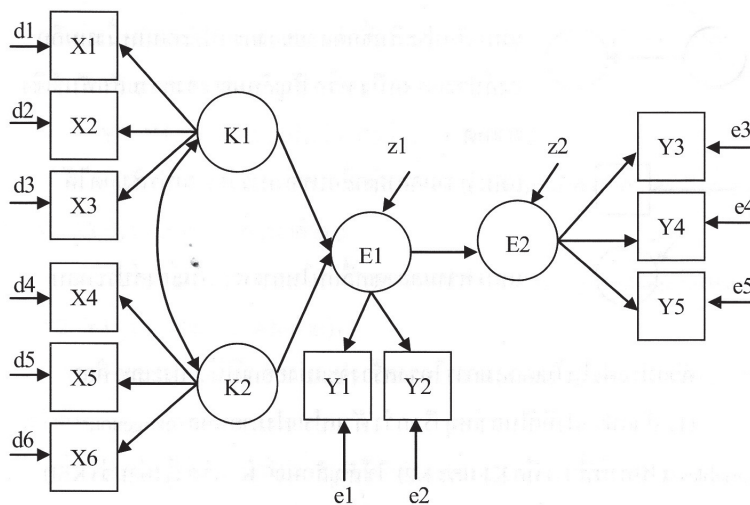 d1 X1
d2 X2
d3 X3
d4 X4
d5 X5
d6 X6
K1
K2
z1
z2
E1
E2
Y1 Y2
e1 e2
Y3 e3
Y4 e4
Y5 e5